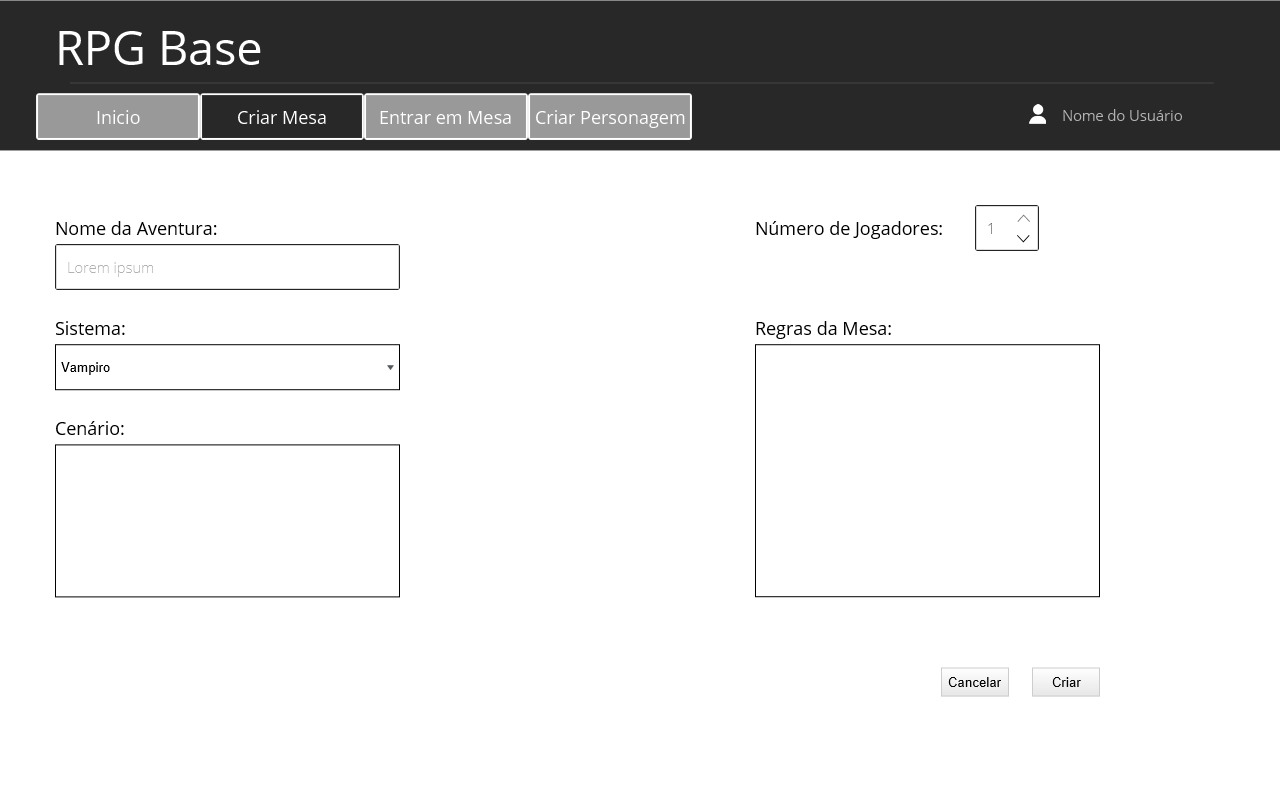 RPG Base
Inicio
Criar Mesa
Entrar em Mesa
Criar Personagem
Nome do Usuário
Nome da Aventura:
Lorem ipsum
Número de Jogadores:
1
Sistema:
Vampiro
Regras da Mesa:
Cenário:
Cancelar
Criar